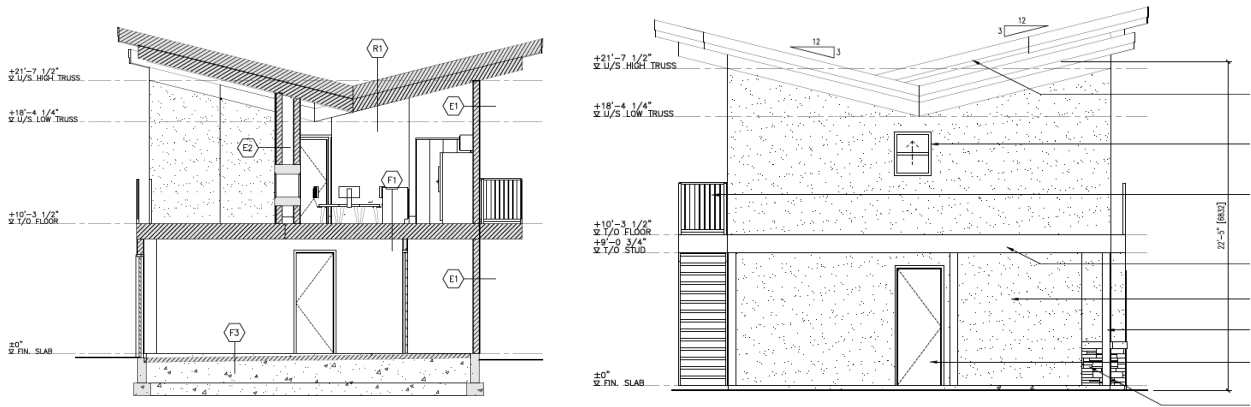 R1
+21'-7 1/2"
U/S HIGH TRUSS
E1
+18'-4 1/4"
U/S LOW TRUSS
E2
F1
+10'-3 1/2"
T/O FLOOR
E1
±0"
FIN. SLAB
F3
12
3
12
3
+21'-7 1/2"
U/S HIGH TRUSS
+18'-4 1/4"
U/S LOW TRUSS
+10'-3 1/2"
T/O FLOOR
+9'-0 3/4"
T/O STUD
22'-5" [6832]
±0"
FIN. SLAB